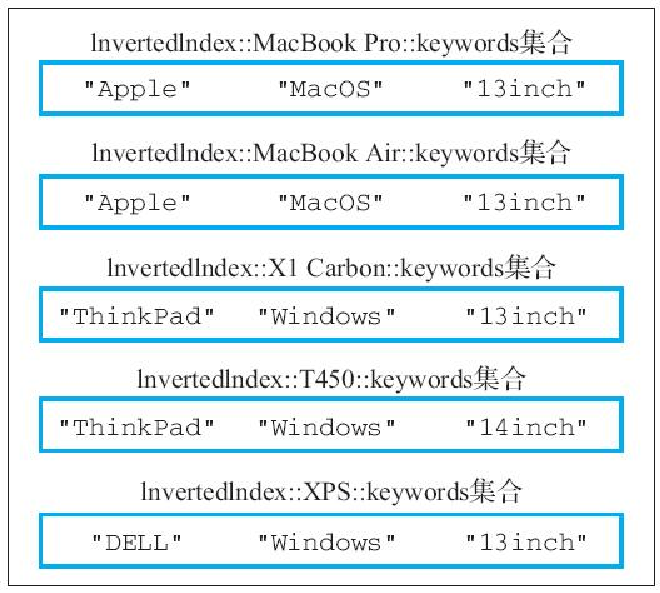 InvertedIndex::MacBook Pro::keywords集合
"Apple" "MacOS" "13inch"
InvertedIndex::MacBook Air::keywords集合
"Apple" "MacOS" "13inch"
InvertedIndex::X1 Carbon::keywords集合
"ThinkPad" "Windows" "13inch"
InvertedIndex::T450::keywords集合
"ThinkPad" "Windows" "14inch"
InvertedIndex::XPS::keywords集合
"DELL" "Windows" "13inch"